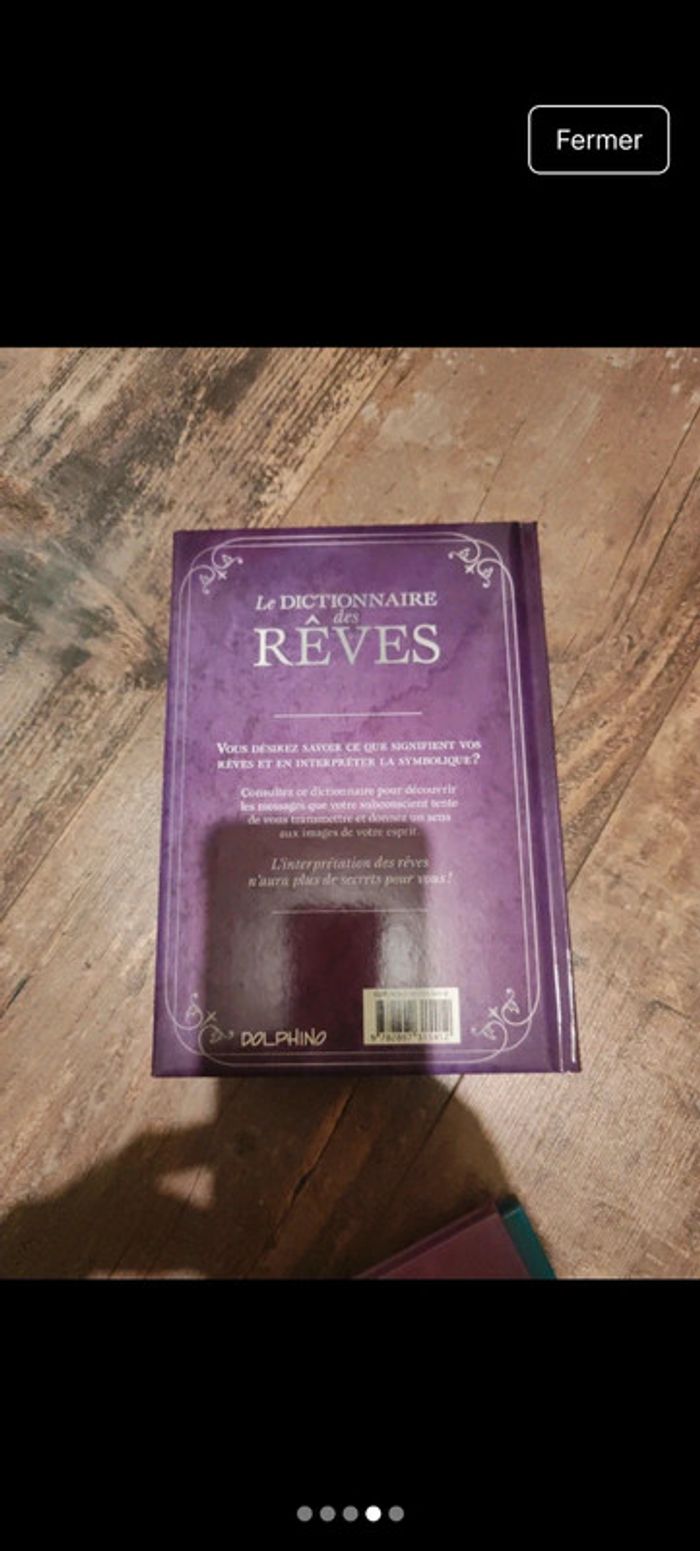 Fermer
Le DICTIONNAIRE
des
RÊVES
VOUS DÉSIREZ SAVOIR CE QUE SIGNIFIENT VOS
RÊVES ET EN INTERPRÉTER LA SYMBOLIQUE?
Consultez ce dictionnaire pour découvrir
les messages que votre subconscient tente
de vous transmettre et donnez un sens
aux images de votre esprit.
L'interprétation des rêves
n'aura plus de secrets pour vous!
DOLPHINO